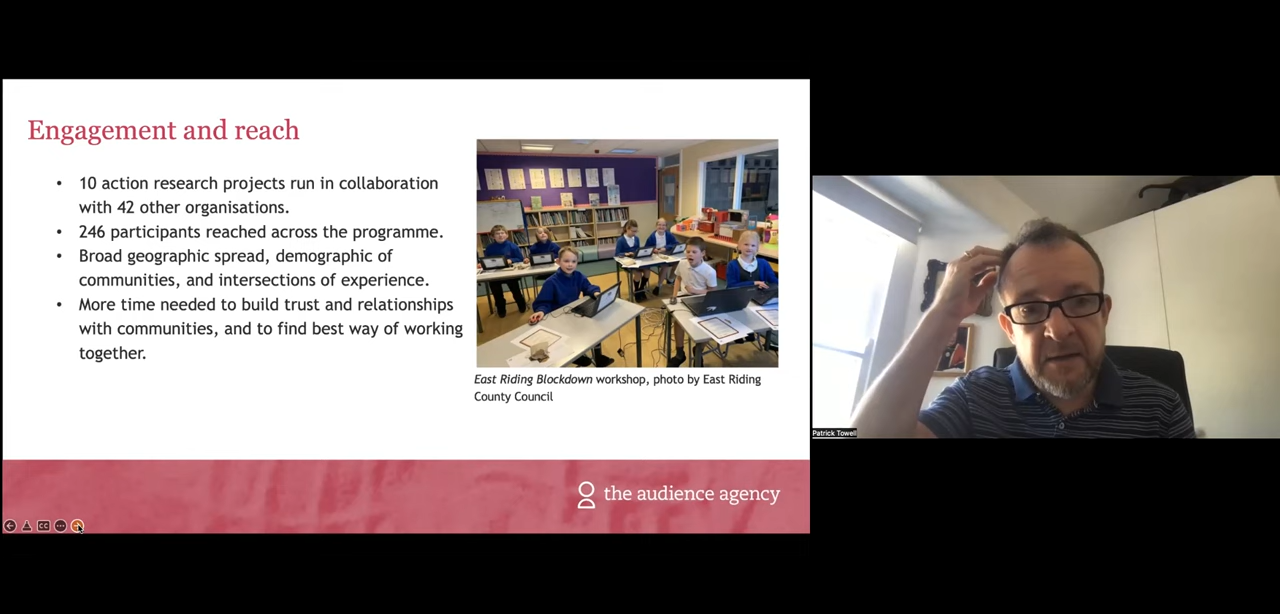 Engagement and reach
• 10 action research projects run in collaboration
with 42 other organisations.
• 246 participants reached across the programme.
• Broad geographic spread, demographic of
communities, and intersections of experience.
• More time needed to build trust and relationships
with communities, and to find best way of working
together.
East Riding Blockdown workshop, photo by East Riding
County Council
the audience agency
CC
Patrick Towell